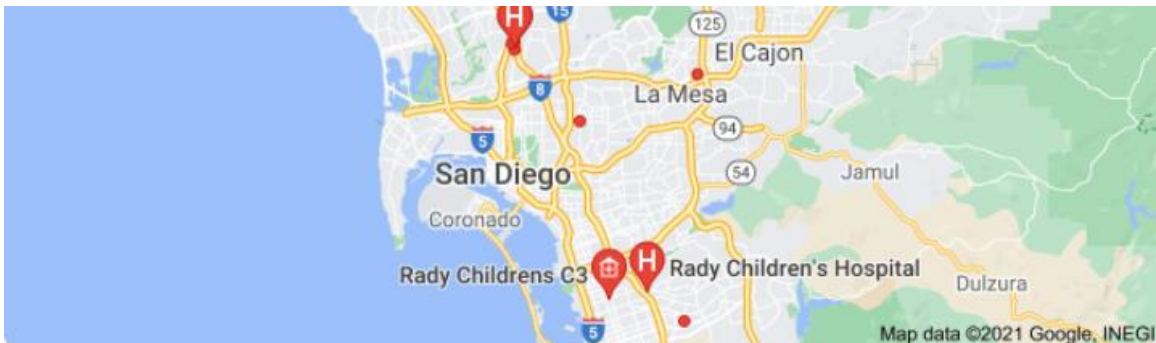 H
15
125
El Cajon
8
La Mesa
94
5
San Diego
54
Jamul
Coronado
Rady Childrens C3
H
Rady Children's Hospital
Dulzura
5
Map data ©2021 Google, INEGI